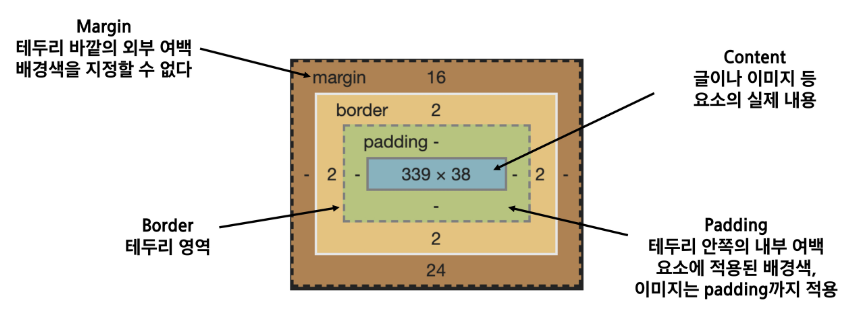 Margin
테두리 바깥의 외부 여백
배경색을 지정할 수 없다
Content
글이나 이미지 등
요소의 실제 내용
margin 16
border 2
padding -
- 2 - 339 × 38 - 2 -
-
2
24
Border
테두리 영역
Padding
테두리 안쪽의 내부 여백
요소에 적용된 배경색,
이미지는 padding까지 적용